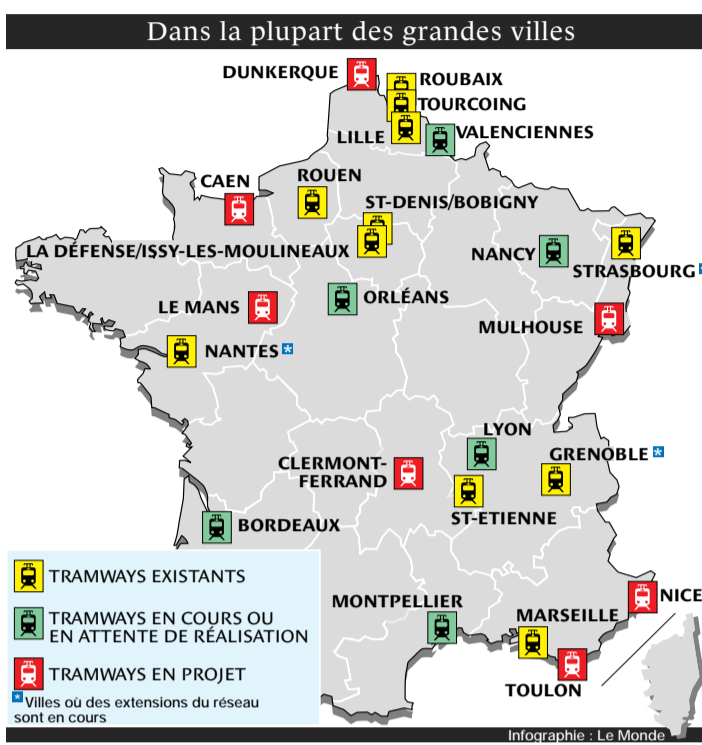 Dans la plupart des grandes villes
DUNKERQUE
ROUBAIX
TOURCOING
LILLE
VALENCIENNES
CAEN
ROUEN
ST-DENIS/BOBIGNY
LA DÉFENSE/ISSY-LES-MOULINEAUX
NANCY
STRASBOURG *
LE MANS
ORLÉANS
MULHOUSE
NANTES *
LYON
GRENOBLE *
CLERMONT-
FERRAND
ST-ETIENNE
BORDEAUX
MONTPELLIER
MARSEILLE
NICE
TOULON
TRAMWAYS EXISTANTS
TRAMWAYS EN COURS OU
EN ATTENTE DE RÉALISATION
TRAMWAYS EN PROJET
* Villes où des extensions du réseau
sont en cours
Infographie : Le Monde